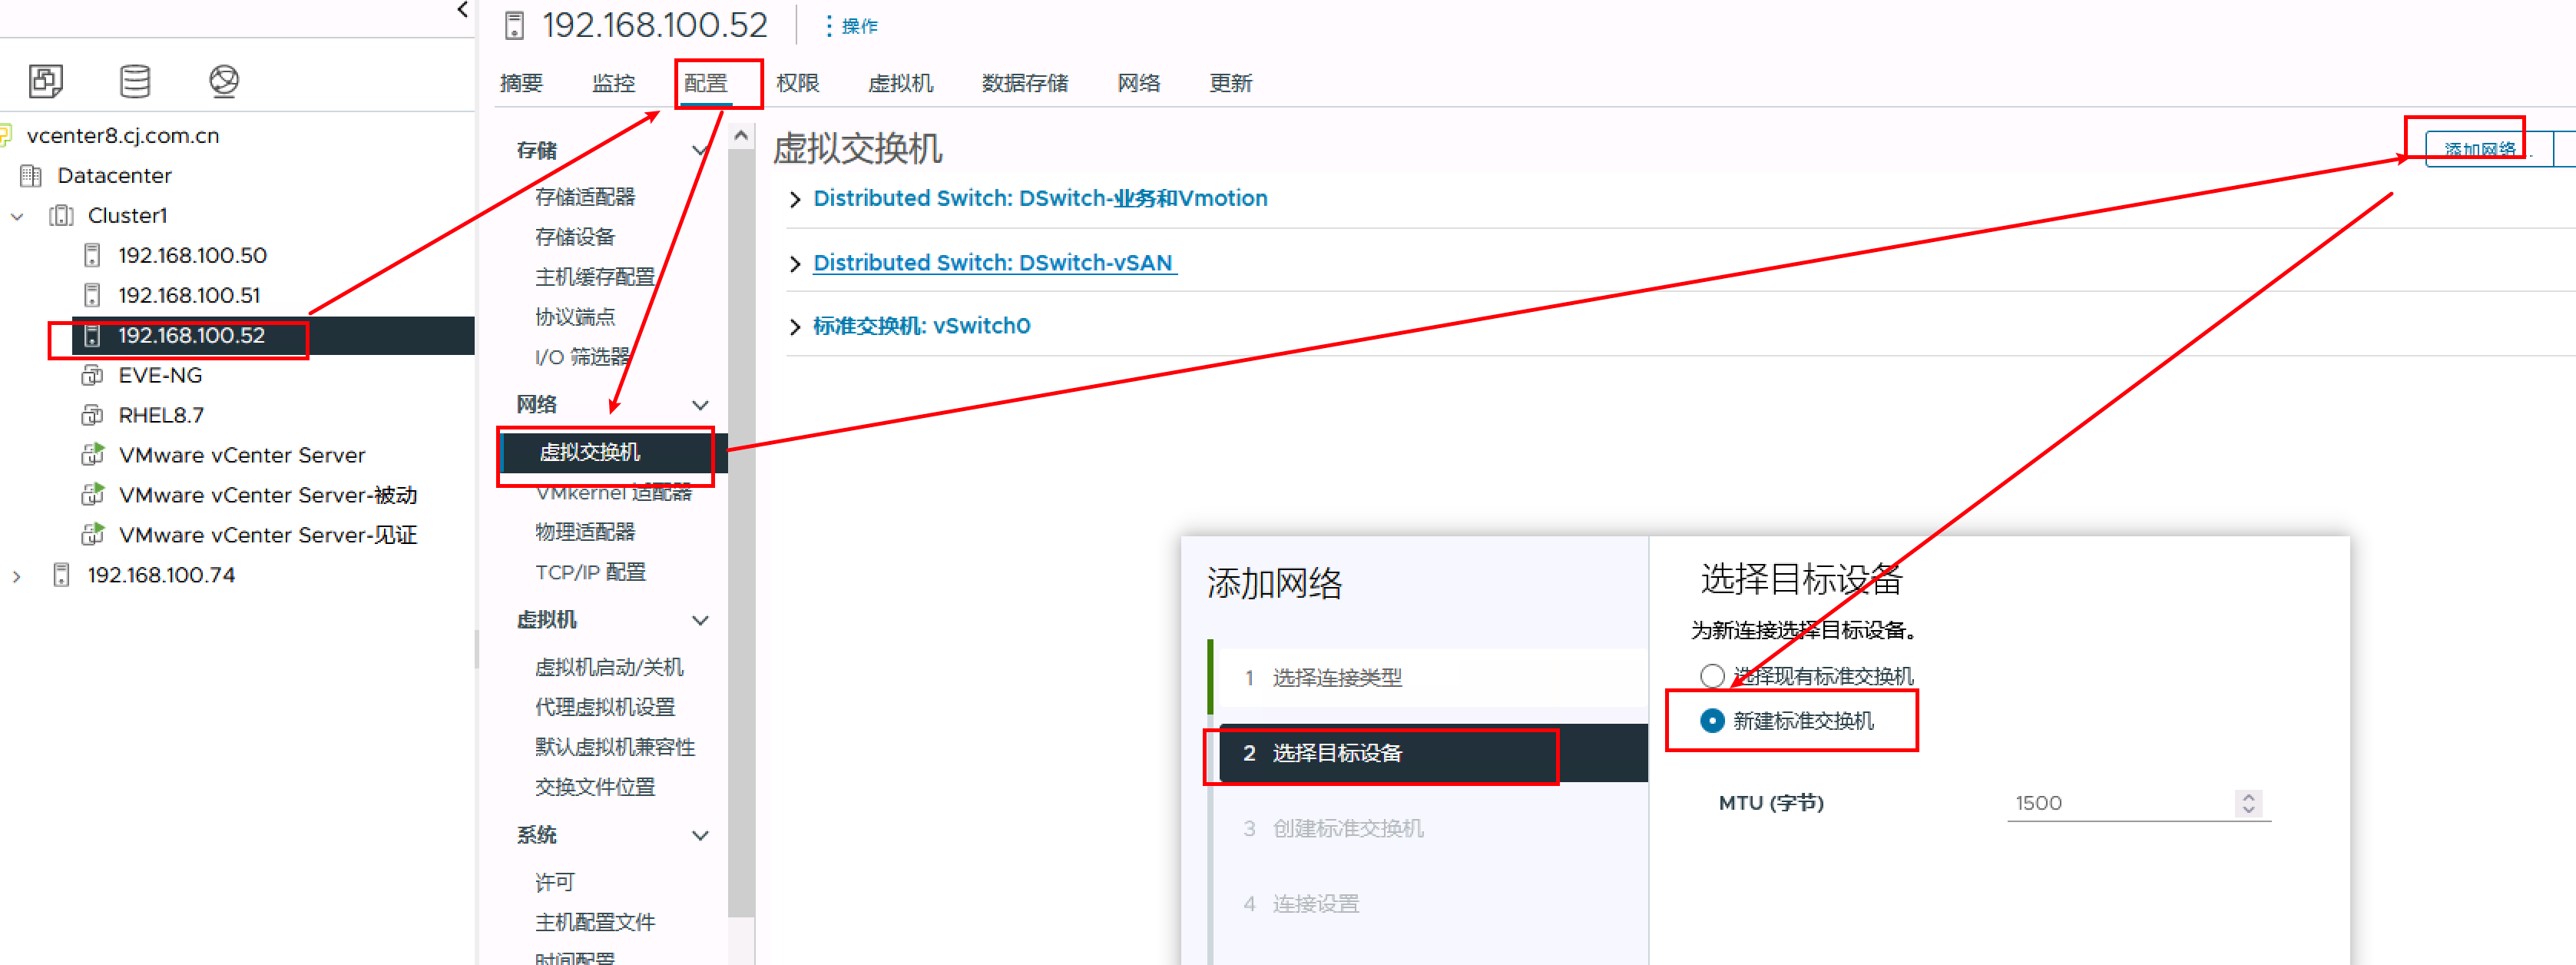 192.168.100.52
操作
摘要
监控
配置
权限
虚拟机
数据存储
网络
更新
vcenter8.cj.com.cn
Datacenter
Cluster1
192.168.100.50
192.168.100.51
192.168.100.52
EVE-NG
RHEL8.7
VMware vCenter Server
VMware vCenter Server-被动
VMware vCenter Server-见证
192.168.100.74
存储
存储适配器
存储设备
主机缓存配置
协议端点
I/O 筛选器
网络
虚拟交换机
VMkernel 适配器
物理适配器
TCP/IP 配置
虚拟机
虚拟机启动/关机
代理虚拟机设置
默认虚拟机兼容性
交换文件位置
系统
许可
主机配置文件
时间配置
虚拟交换机
添加网络...
Distributed Switch: DSwitch-业务和Vmotion
Distributed Switch: DSwitch-vSAN
标准交换机: vSwitch0
添加网络
1 选择连接类型
2 选择目标设备
3 创建标准交换机
4 连接设置
选择目标设备
为新连接选择目标设备。
选择现有标准交换机
新建标准交换机
MTU (字节)
1500